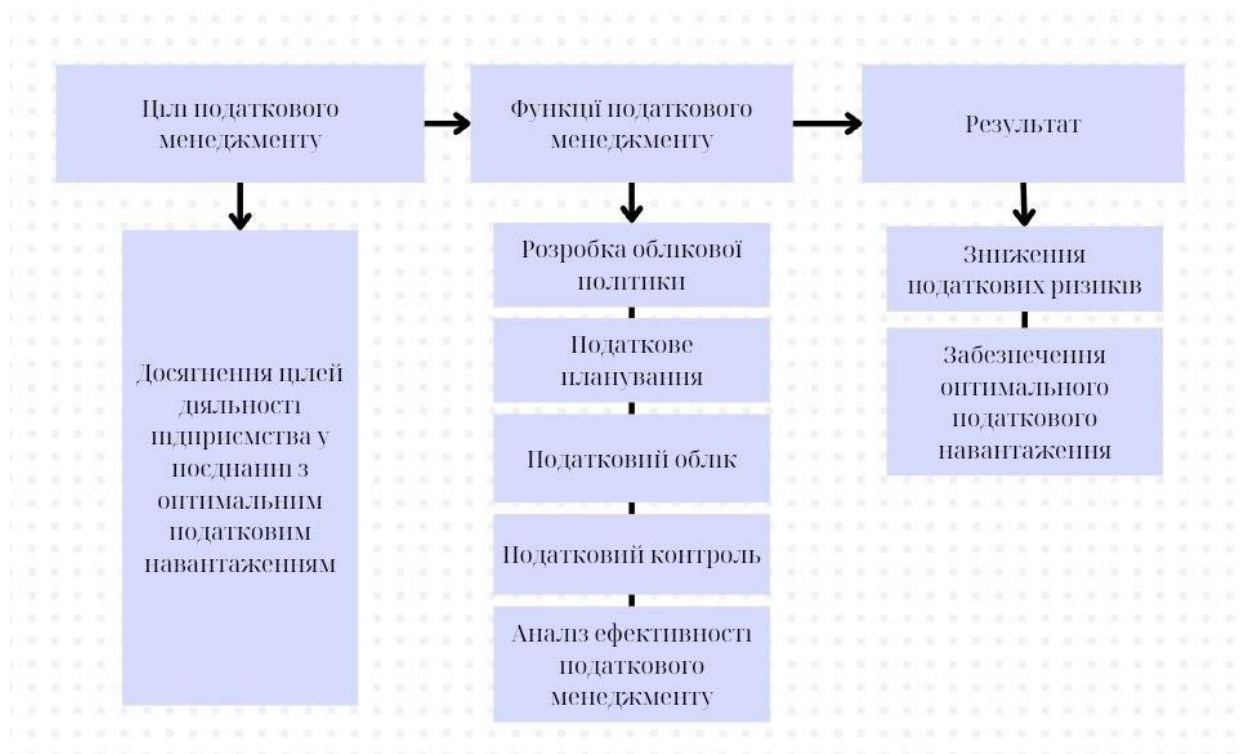 Цілі податкового
менеджменту
Функції податкового
менеджменту
Результат
Досягнення цілей
діяльності
підприємства у
поєднанні з
оптимальним
податковим
навантаженням
Розробка облікової
політики
Податкове
планування
Податковий облік
Податковий контроль
Аналіз ефективності
податкового
менеджменту
Зниження
податкових ризиків
Забезпечення
оптимального
податкового
навантаження